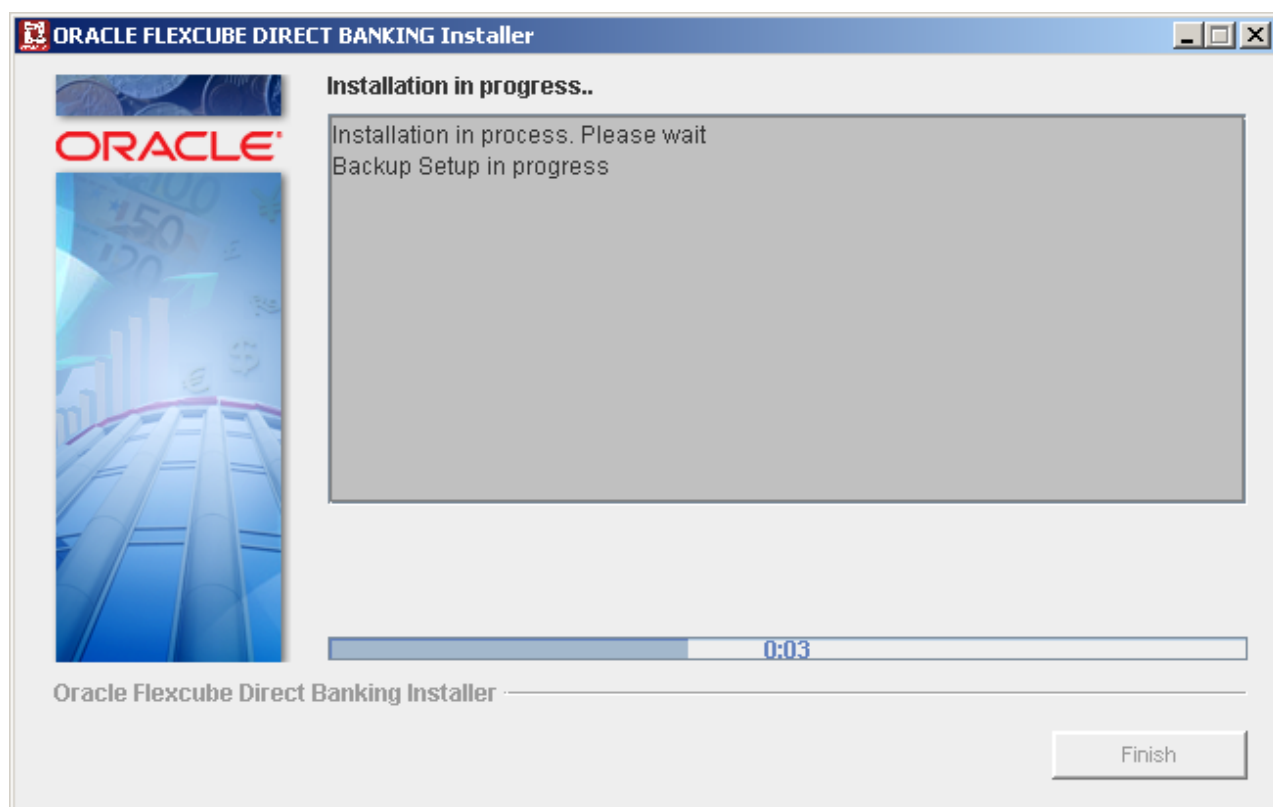 ORACLE FLEXCUBE DIRECT BANKING Installer
Installation in progress..
ORACLE
Installation in process. Please wait
Backup Setup in progress
0:03
Oracle Flexcube Direct Banking Installer
Finish